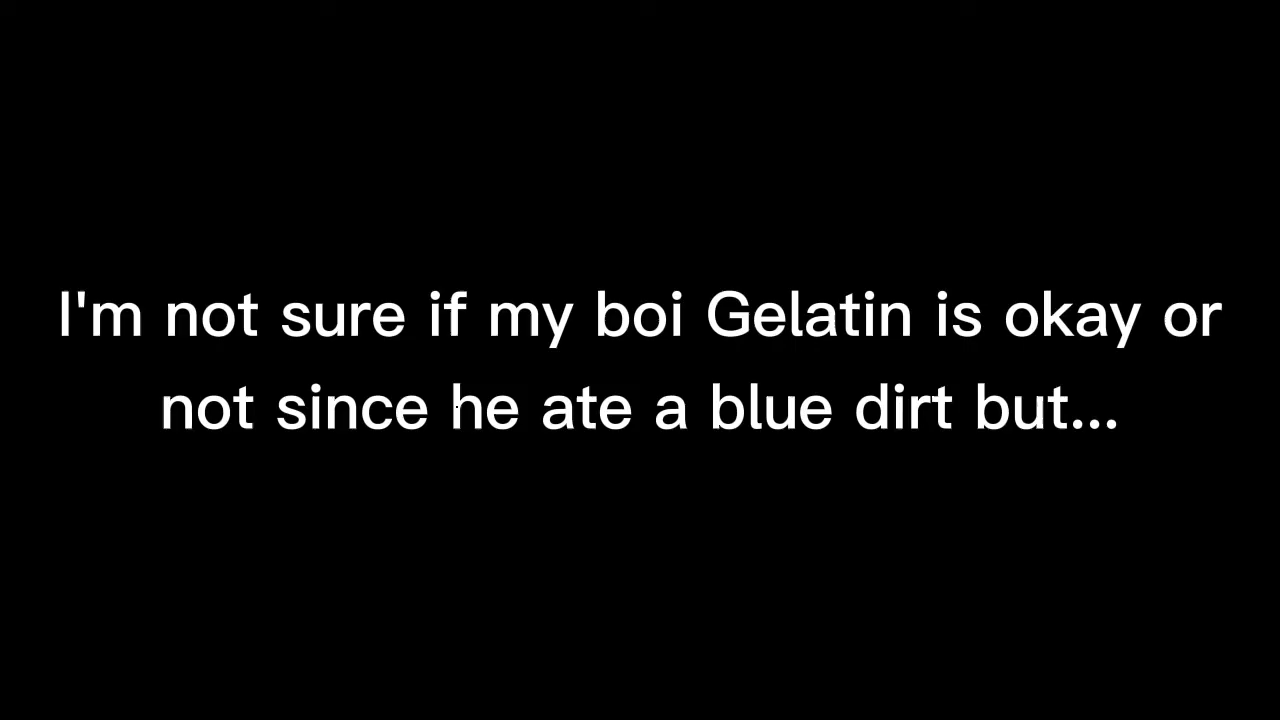 I'm not sure if my boi Gelatin is okay or
not since he ate a blue dirt but...